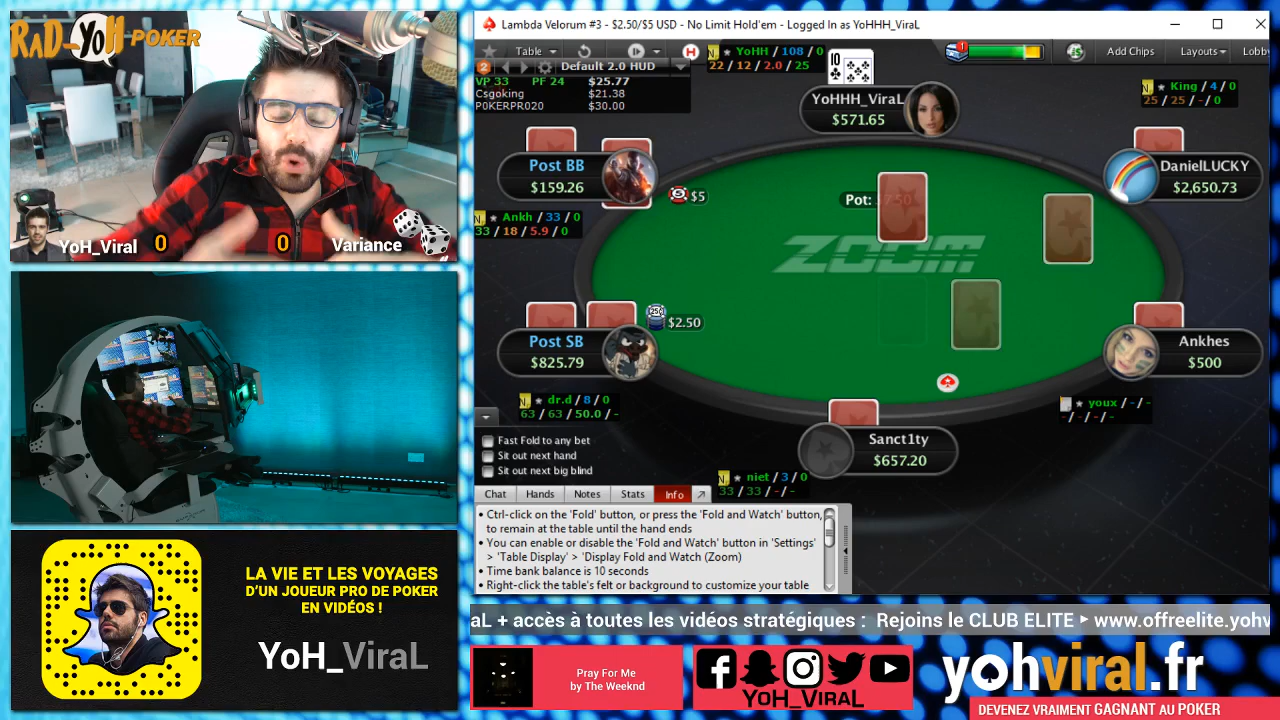 RaD-YoH POKER
YoH_Viral
0
0
Variance
LA VIE ET LES VOYAGES
D'UN JOUEUR PRO DE POKER
EN VIDÉOS !
YoH_ViraL
Lambda Velorum #3 - $2.50/$5 USD - No Limit Hold'em - Logged In as YoHHH_ViraL
Table
H
Add Chips
Layouts
Lobb
2
Default 2.0 HUD
VP 33 PF 24 $25.77
Csgoking $21.38
P0KERPR020 $30.00
YoHH / 108 / 0
22 / 12 / 2.0 / 25
10
YoHHH_ViraL
$571.65
King / 4 / 0
25 / 25 / - / 0
Post BB
$159.26
$5
DanielLUCKY
$2,650.73
Pot:
Ankh / 33 / 0
33 / 18 / 5.9 / 0
ZOOM
Post SB
$825.79
$2.50
Ankhes
$500
dr.d / 8 / 0
63 / 63 / 50.0 / -
youx / - / -
- / - / - / -
Sanct1ty
$657.20
niet / 3 / 0
33 / 33 / - / -
Fast Fold to any bet
Sit out next hand
Sit out next big blind
Chat Hands Notes Stats Info
• Ctrl-click on the 'Fold' button, or press the 'Fold and Watch' button,
to remain at the table until the hand ends
• You can enable or disable the 'Fold and Watch' button in 'Settings'
> 'Table Display' > 'Display Fold and Watch (Zoom)
• Time bank balance is 10 seconds
• Right-click the table's felt or background to customize your table
aL + accès à toutes les vidéos stratégiques : Rejoins le CLUB ELITE ▸ www.offreelite.yohv
Pray For Me
by The Weeknd
YoH_ViraL
yohviral.fr
DEVENEZ VRAIMENT GAGNANT AU POKER